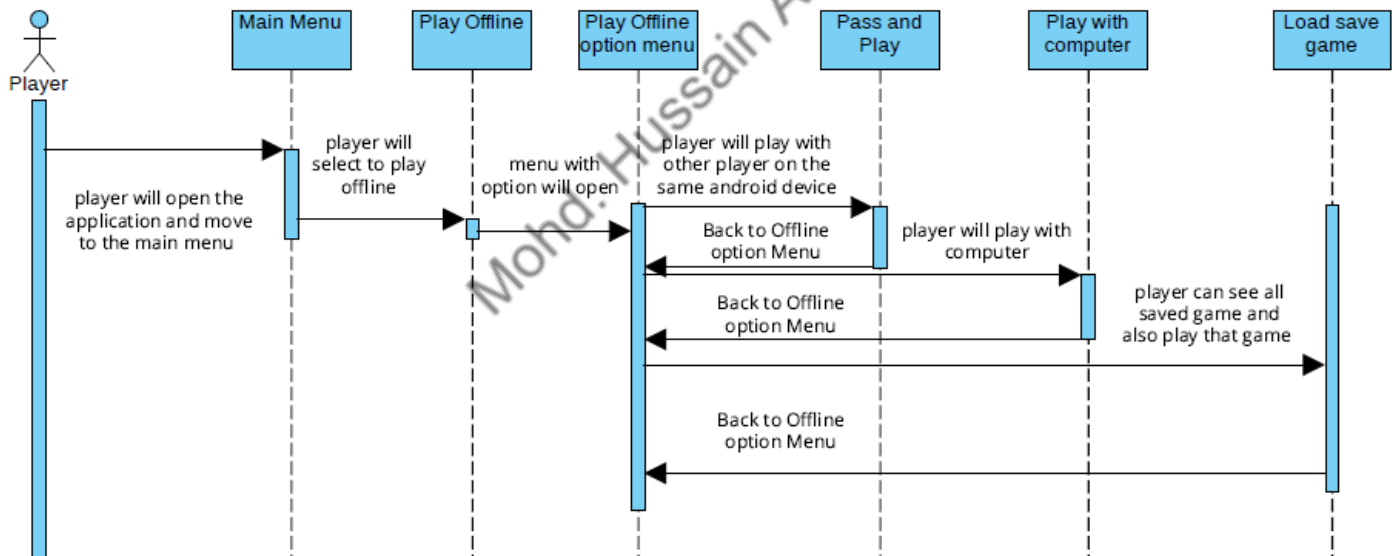 Main Menu
Play Offline
Play Offline
option menu
Pass and
Play
Play with
computer
Load save
game
Player
player will open the
application and move
to the main menu
player will
select to play
offline
menu with
option will open
player will play with
other player on the
same android device
Back to Offline
option Menu
player will play with
computer
Back to Offline
option Menu
player can see all
saved game and
also play that game
Back to Offline
option Menu
Mohd. Hussain